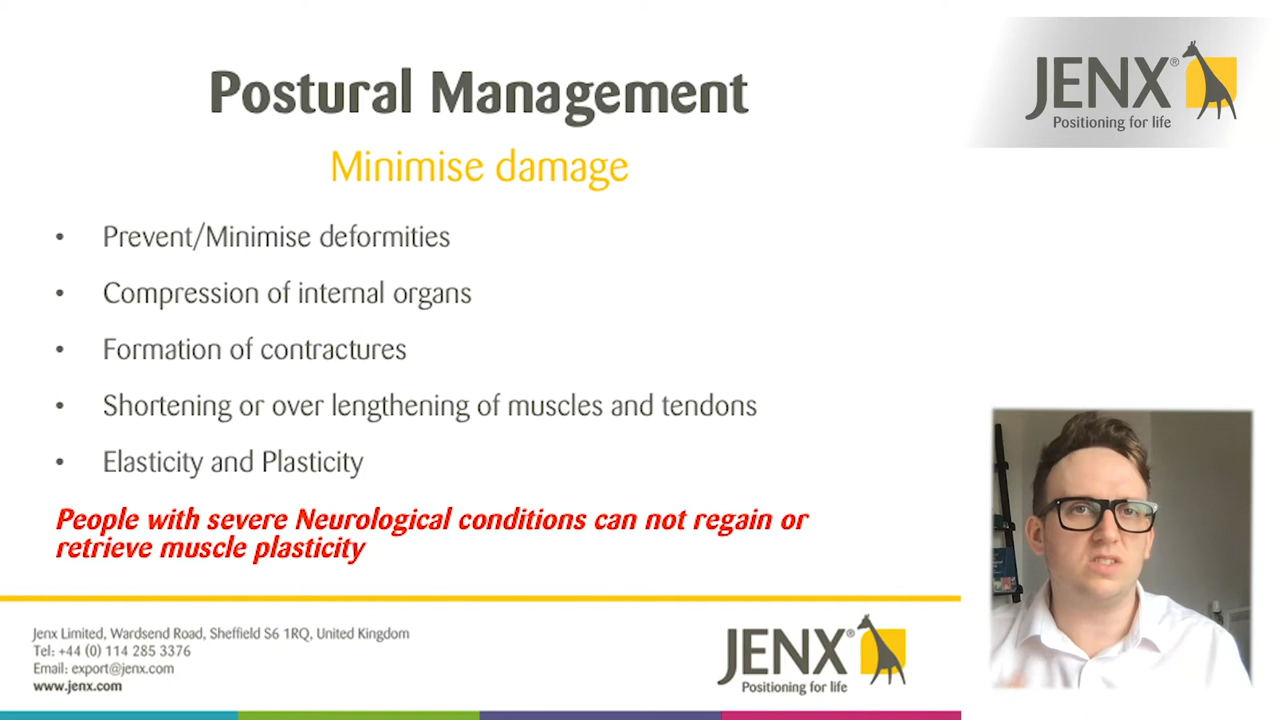 Postural Management
JENX®
Positioning for life
Minimise damage
• Prevent/Minimise deformities
• Compression of internal organs
• Formation of contractures
• Shortening or over lengthening of muscles and tendons
• Elasticity and Plasticity
People with severe Neurological conditions can not regain or
retrieve muscle plasticity
Jenx Limited, Wardsend Road, Sheffield S6 1RQ, United Kingdom
Tel: +44 (0) 114 285 3376
Email: export@jenx.com
www.jenx.com
JENX®
Positioning for life